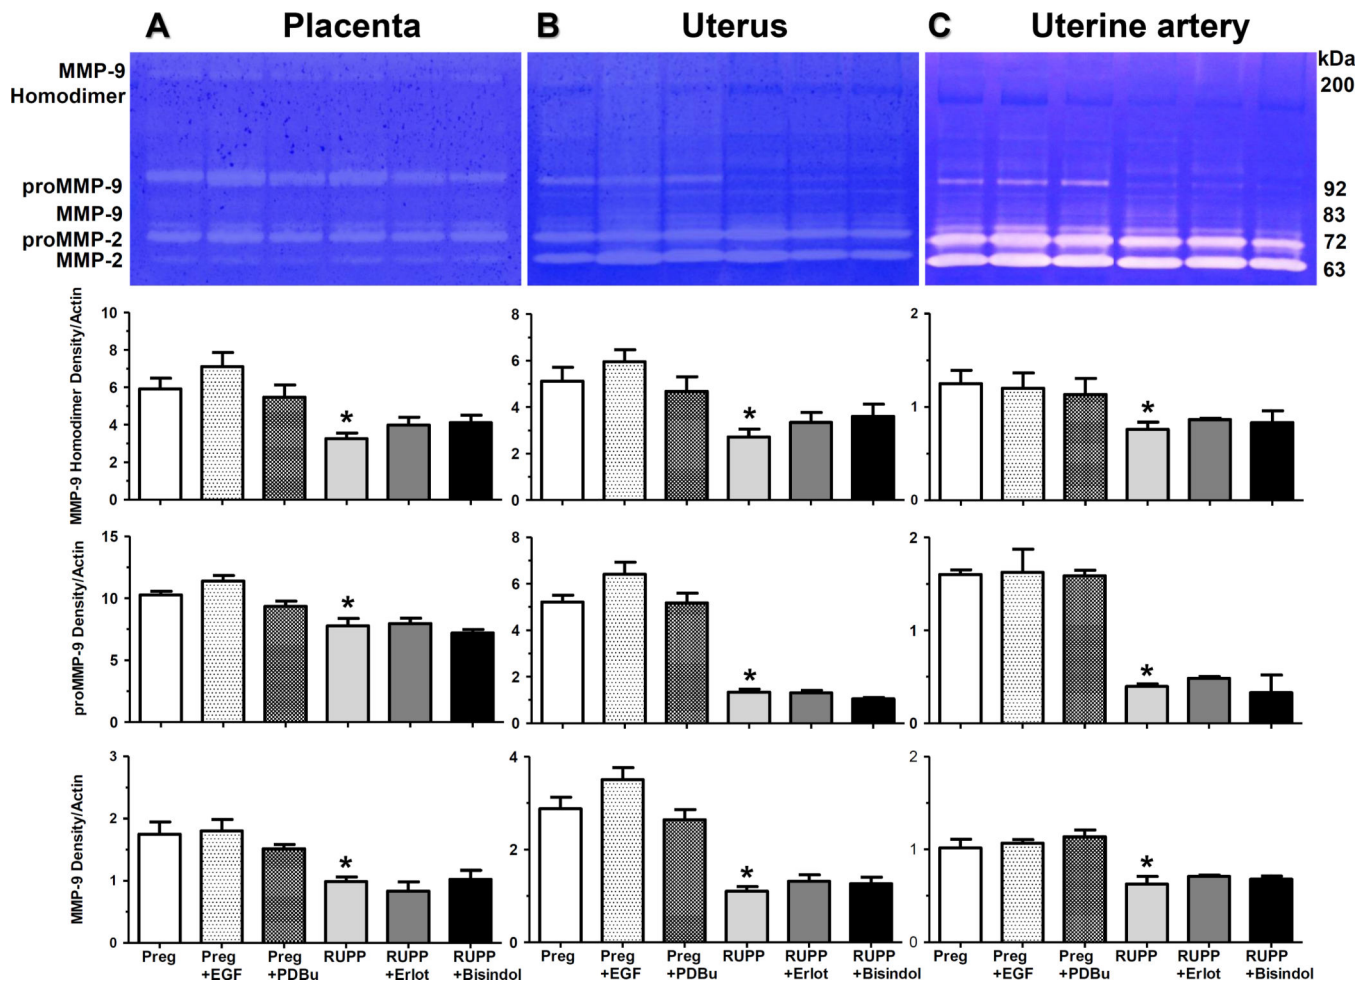 A Placenta B Uterus C Uterine artery
kDa
MMP-9
Homodimer
200
proMMP-9
92
MMP-9
83
proMMP-2
72
MMP-2
63
MMP-9 Homodimer Density/Actin
10
8
6
4
2
0
*
8
6
4
2
0
*
2
1
0
*
proMMP-9 Density/Actin
15
10
5
0
*
8
6
4
2
0
*
2
1
0
*
MMP-9 Density/Actin
3
2
1
0
*
4
2
0
*
2
1
0
*
Preg
Preg
+EGF
Preg
+PDBu
RUPP
RUPP
+Erlot
RUPP
+Bisindol
Preg
Preg
+EGF
Preg
+PDBu
RUPP
RUPP
+Erlot
RUPP
+Bisindol
Preg
Preg
+EGF
Preg
+PDBu
RUPP
RUPP
+Erlot
RUPP
+Bisindol